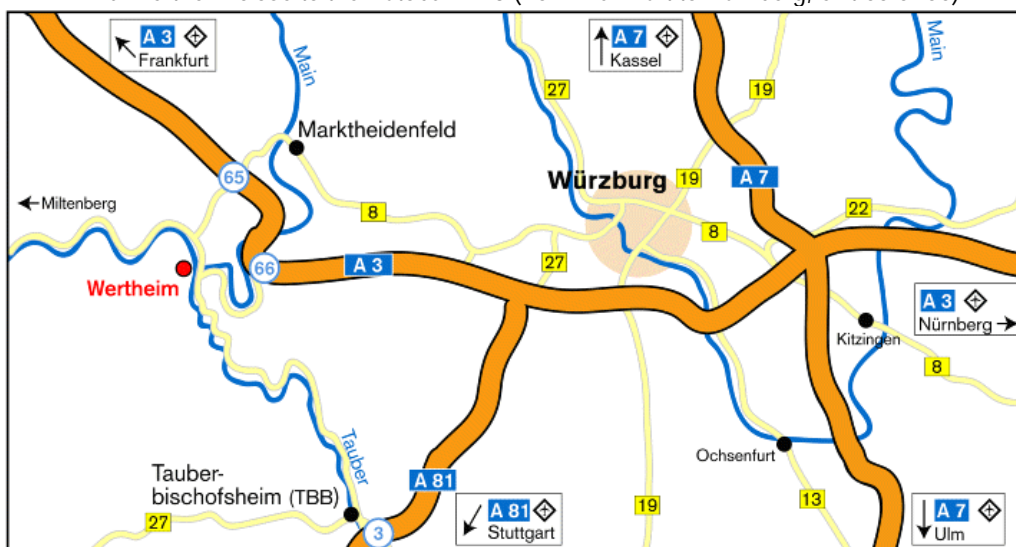 A 3
Frankfurt
Main
A 7
Kassel
Main
27
19
Marktheidenfeld
65
Würzburg
19
A 7
Miltenberg
8
22
8
66
A 3
27
Wertheim
A 3
Nürnberg
Kitzingen
8
Tauber
Ochsenfurt
Tauber-
bischofsheim (TBB)
A 81
27
3
A 81
Stuttgart
19
13
A 7
Ulm